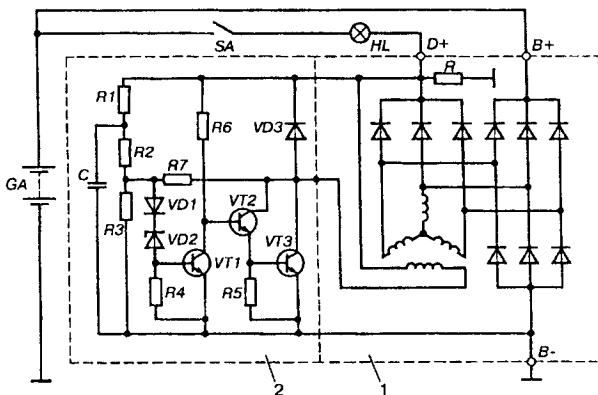 SA HL D+ B+
R
R1 R6 VD3
R2 R7
GA C VD1 VT2
R3 VD2 VT3
VT1
R4 R5
B-
2 1